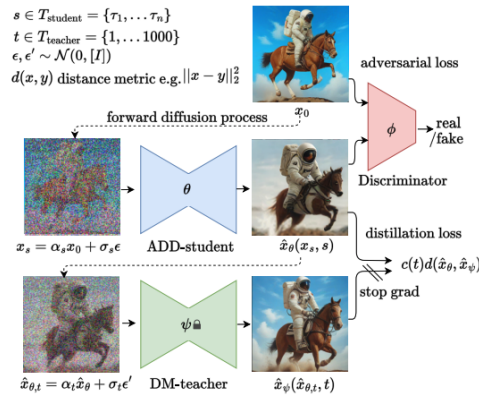 s ∈ T_student = {τ_1, … τ_n}
t ∈ T_teacher = {1, … 1000}
ϵ, ϵ′ ∼ 𝒩(0, [I])
d(x, y) distance metric e.g. ||x − y||_2^2
adversarial loss
x_0
forward diffusion process
ϕ
real
/fake
Discriminator
θ
x_s = α_s x_0 + σ_s ϵ
ADD-student
x̂_θ(x_s, s)
distillation loss
c(t)d(x̂_θ, x̂_ψ)
stop grad
ψ
x̂_θ,t = α_t x̂_θ + σ_t ϵ′
DM-teacher
x̂_ψ(x̂_θ,t, t)